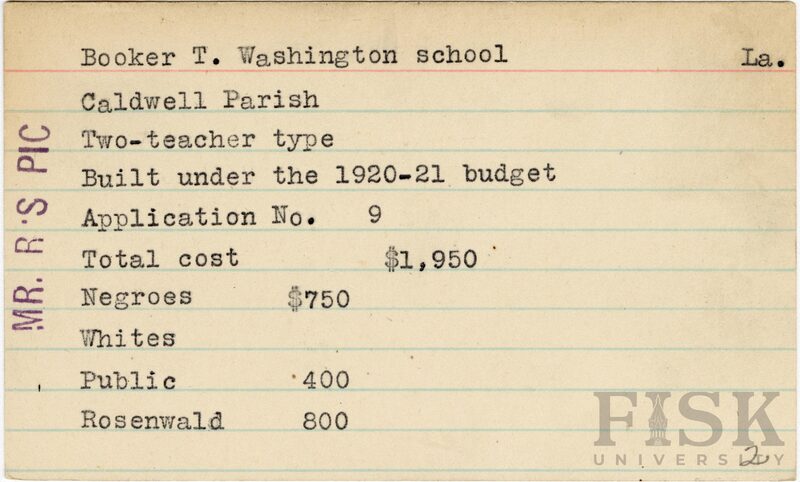 Booker T. Washington school La.
Caldwell Parish
Two-teacher type
Built under the 1920-21 budget
Application No. 9
Total cost $1,950
Negroes $750
Whites
Public 400
Rosenwald 800
MR. R'S PIC
FISK
UNIVERSITY
2